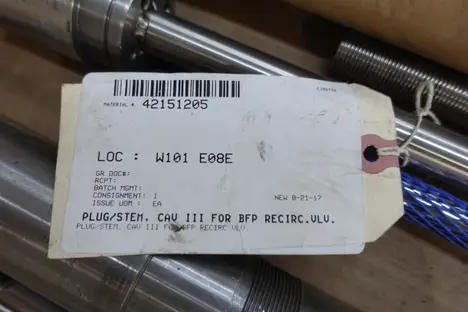 MATERIAL # 42151205
LOC : W101 E08E
GR DOC#:
RCPT:
BATCH MGMT:
CONSIGNMENT: I
ISSUE UOM : EA
NEW 8-21-17
PLUG/STEM. CAV III FOR BFP RECIRC.VLV.
PLUG/STEM. CAV III FOR BFP RECIRC VLV.